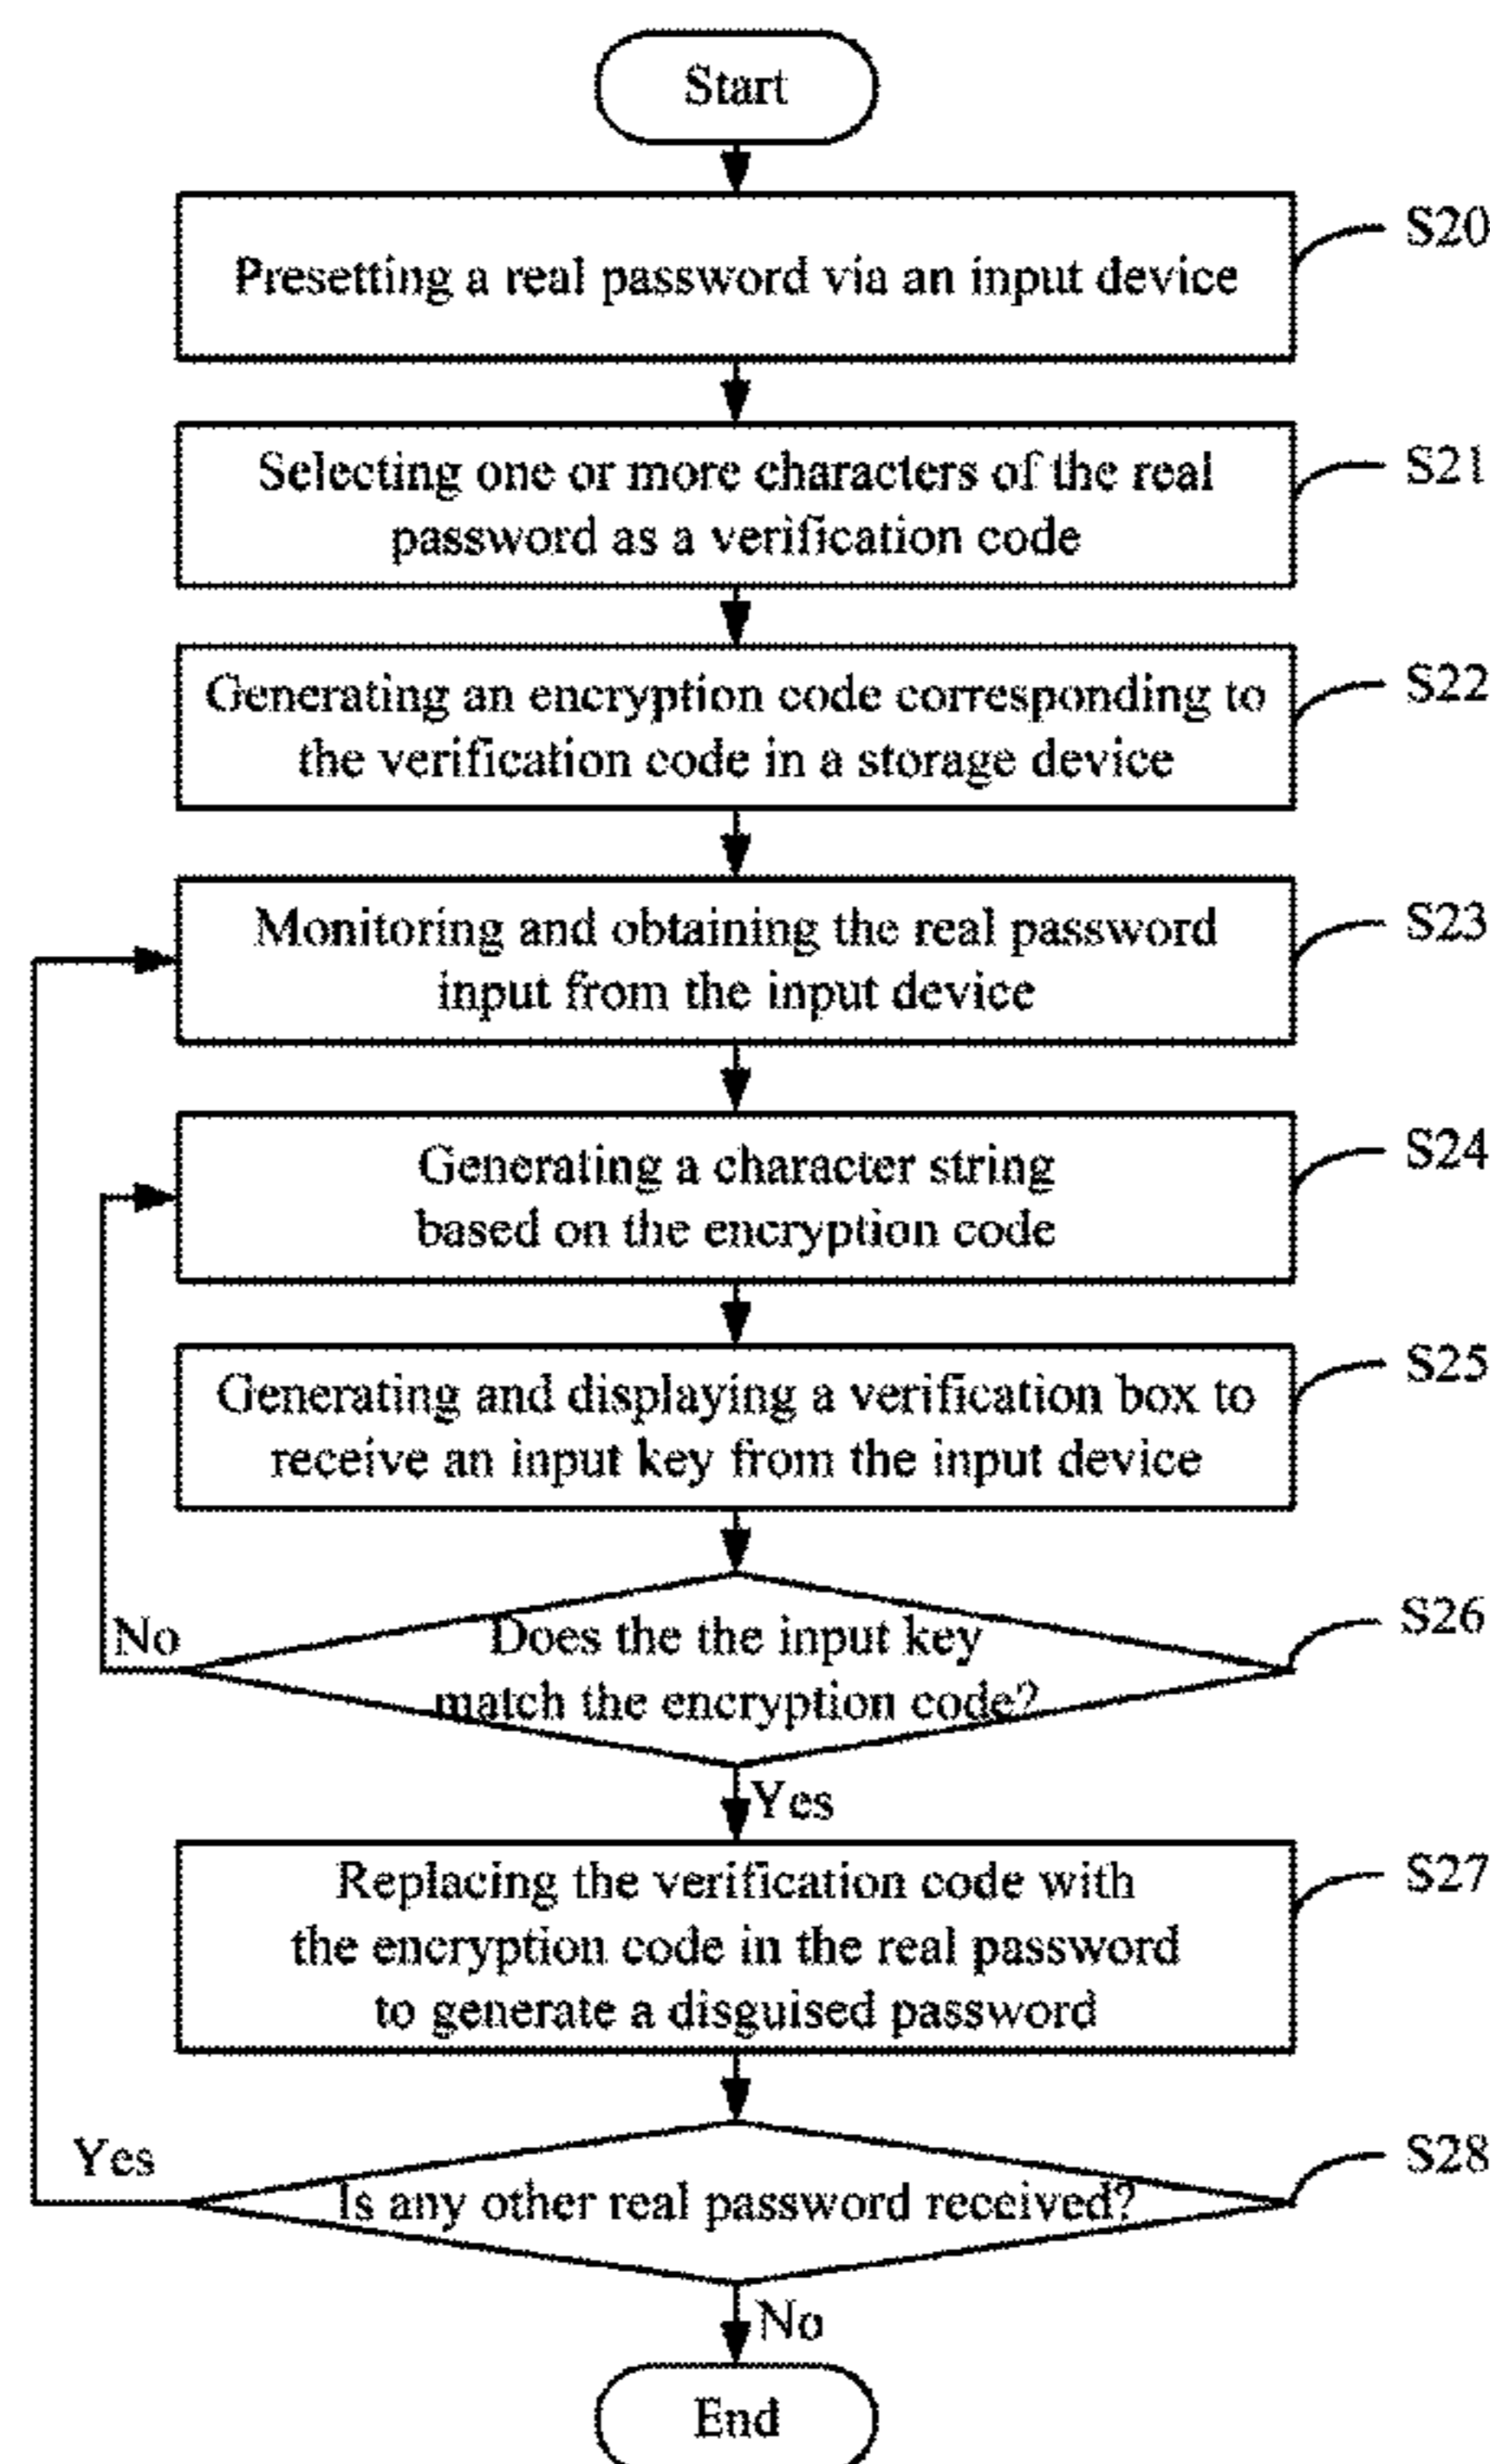 Start
Presetting a real password via an input device
S20
Selecting one or more characters of the real
password as a verification code
S21
Generating an encryption code corresponding to
the verification code in a storage device
S22
Monitoring and obtaining the real password
input from the input device
S23
Generating a character string
based on the encryption code
S24
Generating and displaying a verification box to
receive an input key from the input device
S25
Does the the input key
match the encryption code?
S26
No
Yes
Replacing the verification code with
the encryption code in the real password
to generate a disguised password
S27
Is any other real password received?
S28
Yes
No
End